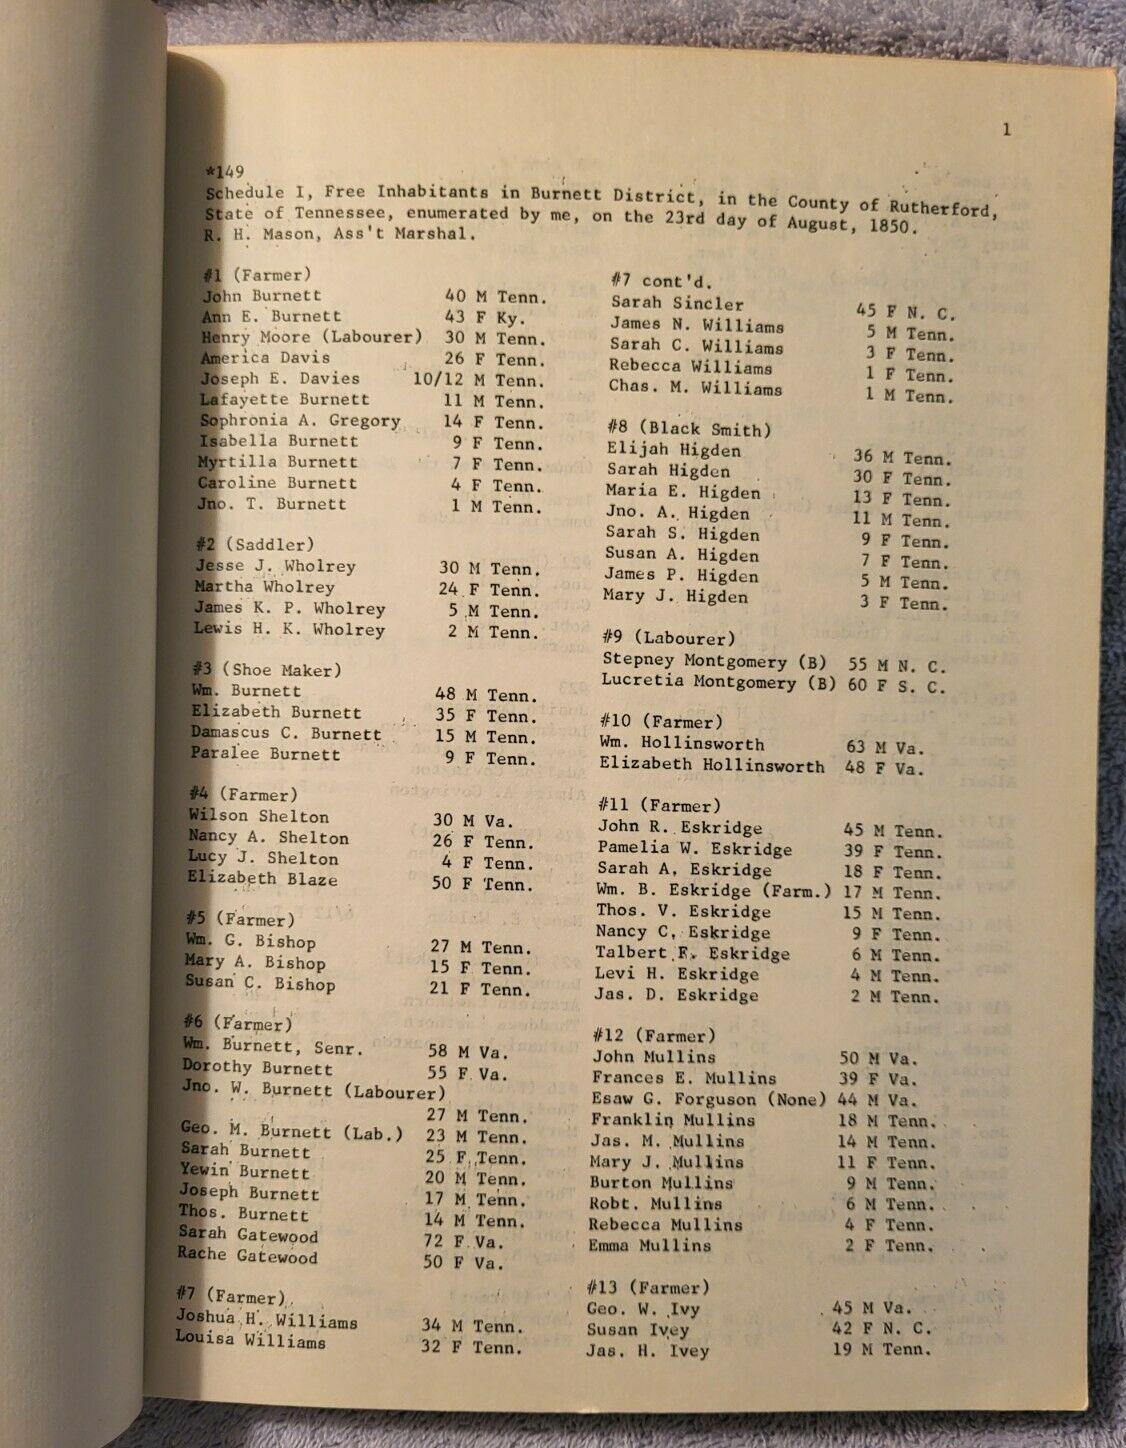 1
*149
Schedule I, Free Inhabitants in Burnett District, in the County of Rutherford,
State of Tennessee, enumerated by me, on the 23rd day of August, 1850.
R. H. Mason, Ass't Marshal.
#1 (Farmer)
John Burnett 40 M Tenn.
Ann E. Burnett 43 F Ky.
Henry Moore (Labourer) 30 M Tenn.
America Davis 26 F Tenn.
Joseph E. Davies 10/12 M Tenn.
Lafayette Burnett 11 M Tenn.
Sophronia A. Gregory 14 F Tenn.
Isabella Burnett 9 F Tenn.
Myrtilla Burnett 7 F Tenn.
Caroline Burnett 4 F Tenn.
Jno. T. Burnett 1 M Tenn.
#2 (Saddler)
Jesse J. Wholrey 30 M Tenn.
Martha Wholrey 24 F Tenn.
James K. P. Wholrey 5 M Tenn.
Lewis H. K. Wholrey 2 M Tenn.
#3 (Shoe Maker)
Wm. Burnett 48 M Tenn.
Elizabeth Burnett 35 F Tenn.
Damascus C. Burnett 15 M Tenn.
Paralee Burnett 9 F Tenn.
#4 (Farmer)
Wilson Shelton 30 M Va.
Nancy A. Shelton 26 F Tenn.
Lucy J. Shelton 4 F Tenn.
Elizabeth Blaze 50 F Tenn.
#5 (Farmer)
Wm. G. Bishop 27 M Tenn.
Mary A. Bishop 15 F Tenn.
Susan C. Bishop 21 F Tenn.
#6 (Farmer)
Wm. Burnett, Senr. 58 M Va.
Dorothy Burnett 55 F Va.
Jno. W. Burnett (Labourer)
27 M Tenn.
Geo. M. Burnett (Lab.) 23 M Tenn.
Sarah Burnett 25 F Tenn.
Yewin Burnett 20 M Tenn.
Joseph Burnett 17 M Tenn.
Thos. Burnett 14 M Tenn.
Sarah Gatewood 72 F Va.
Rache Gatewood 50 F Va.
#7 (Farmer)
Joshua H. Williams 34 M Tenn.
Louisa Williams 32 F Tenn.
#7 cont'd.
Sarah Sincler 45 F N. C.
James N. Williams 5 M Tenn.
Sarah C. Williams 3 F Tenn.
Rebecca Williams 1 F Tenn.
Chas. M. Williams 1 M Tenn.
#8 (Black Smith)
Elijah Higden 36 M Tenn.
Sarah Higden 30 F Tenn.
Maria E. Higden 13 F Tenn.
Jno. A. Higden 11 M Tenn.
Sarah S. Higden 9 F Tenn.
Susan A. Higden 7 F Tenn.
James P. Higden 5 M Tenn.
Mary J. Higden 3 F Tenn.
#9 (Labourer)
Stepney Montgomery (B) 55 M N. C.
Lucretia Montgomery (B) 60 F S. C.
#10 (Farmer)
Wm. Hollinsworth 63 M Va.
Elizabeth Hollinsworth 48 F Va.
#11 (Farmer)
John R. Eskridge 45 M Tenn.
Pamelia W. Eskridge 39 F Tenn.
Sarah A. Eskridge 18 F Tenn.
Wm. B. Eskridge (Farm.) 17 M Tenn.
Thos. V. Eskridge 15 M Tenn.
Nancy C. Eskridge 9 F Tenn.
Talbert F. Eskridge 6 M Tenn.
Levi H. Eskridge 4 M Tenn.
Jas. D. Eskridge 2 M Tenn.
#12 (Farmer)
John Mullins 50 M Va.
Frances E. Mullins 39 F Va.
Esaw G. Forguson (None) 44 M Va.
Franklin Mullins 18 M Tenn.
Jas. M. Mullins 14 M Tenn.
Mary J. Mullins 11 F Tenn.
Burton Mullins 9 M Tenn.
Robt. Mullins 6 M Tenn.
Rebecca Mullins 4 F Tenn.
Emma Mullins 2 F Tenn.
#13 (Farmer)
Geo. W. Ivy 45 M Va.
Susan Ivey 42 F N. C.
Jas. H. Ivey 19 M Tenn.